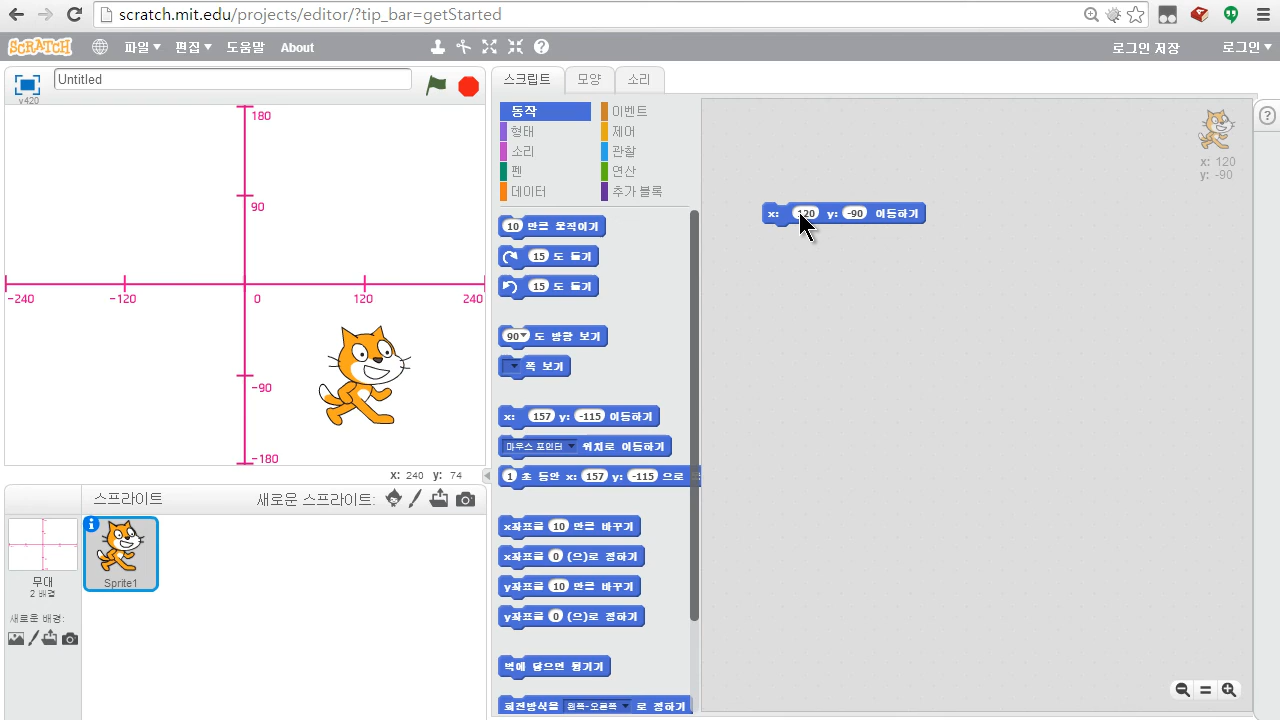 scratch.mit.edu/projects/editor/?tip_bar=getStarted
SCRATCH 파일 편집 도움말 About 로그인 저장 로그인
v420 Untitled
스크립트 모양 소리
동작 이벤트
형태 제어
소리 관찰
펜 연산
데이터 추가 블록
x: 120
y: -90
180
90
-240 -120 0 120 240
-90
-180
x: 240 y: 74
스프라이트 새로운 스프라이트:
무대
2 배경
Sprite1
새로운 배경:
10 만큼 움직이기
15 도 돌기
15 도 돌기
90 도 방향 보기
쪽 보기
x: 157 y: -115 이동하기
마우스 포인터 위치로 이동하기
1 초 동안 x: 157 y: -115 으로
x좌표를 10 만큼 바꾸기
x좌표를 0 (으)로 정하기
y좌표를 10 만큼 바꾸기
y좌표를 0 (으)로 정하기
벽에 닿으면 튕기기
회전방식을 왼쪽-오른쪽 로 정하기
x: 120 y: -90 이동하기